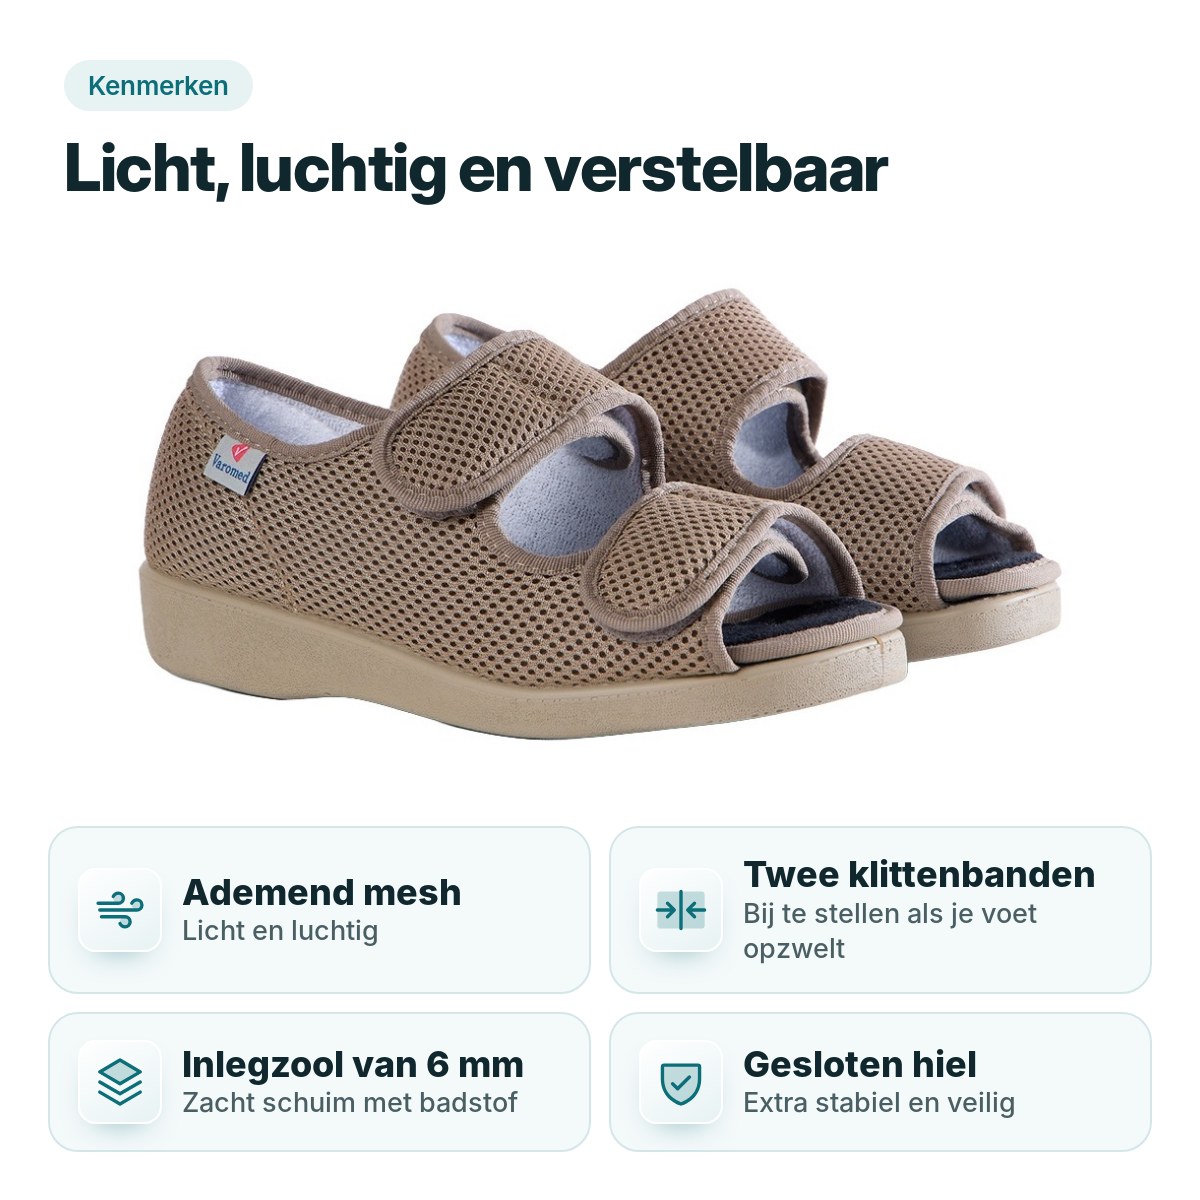 Kenmerken
Licht, luchtig en verstelbaar
Varomed
Ademend mesh
Licht en luchtig
Twee klittenbanden
Bij te stellen als je voet
opzwelt
Inlegzool van 6 mm
Zacht schuim met badstof
Gesloten hiel
Extra stabiel en veilig